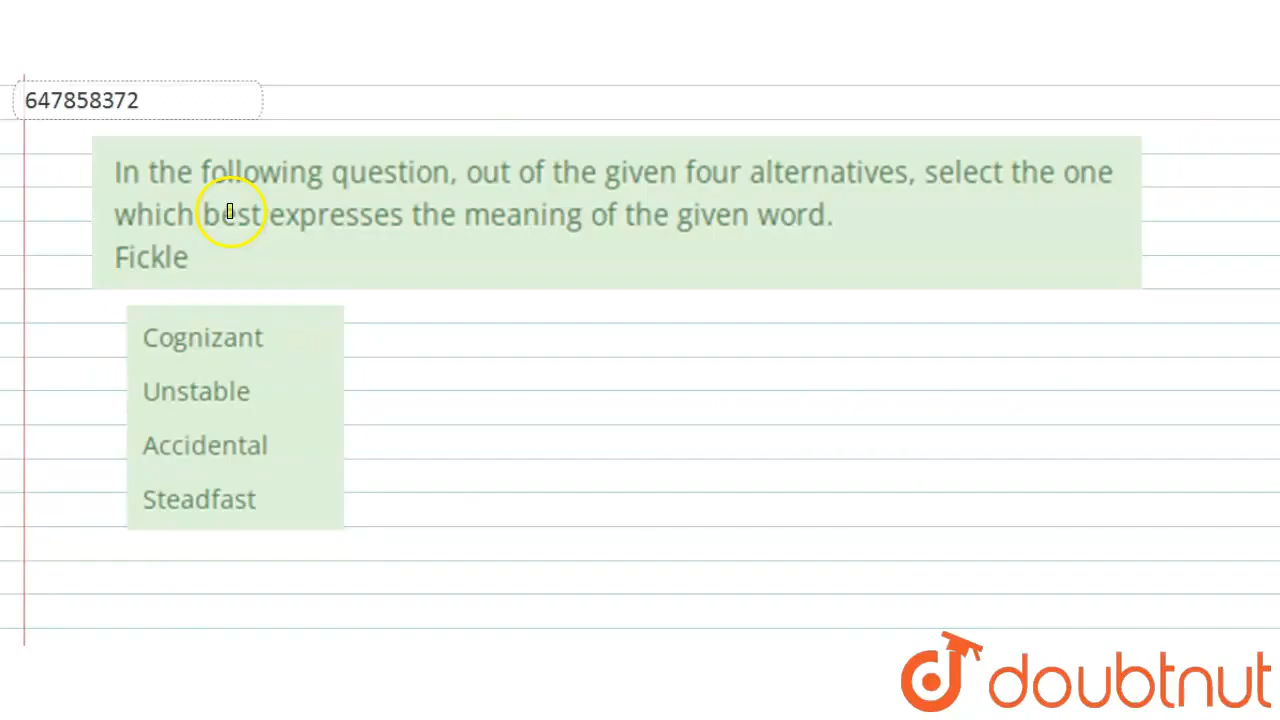 647858372
In the following question, out of the given four alternatives, select the one
which best expresses the meaning of the given word.
Fickle
Cognizant
Unstable
Accidental
Steadfast
doubtnut